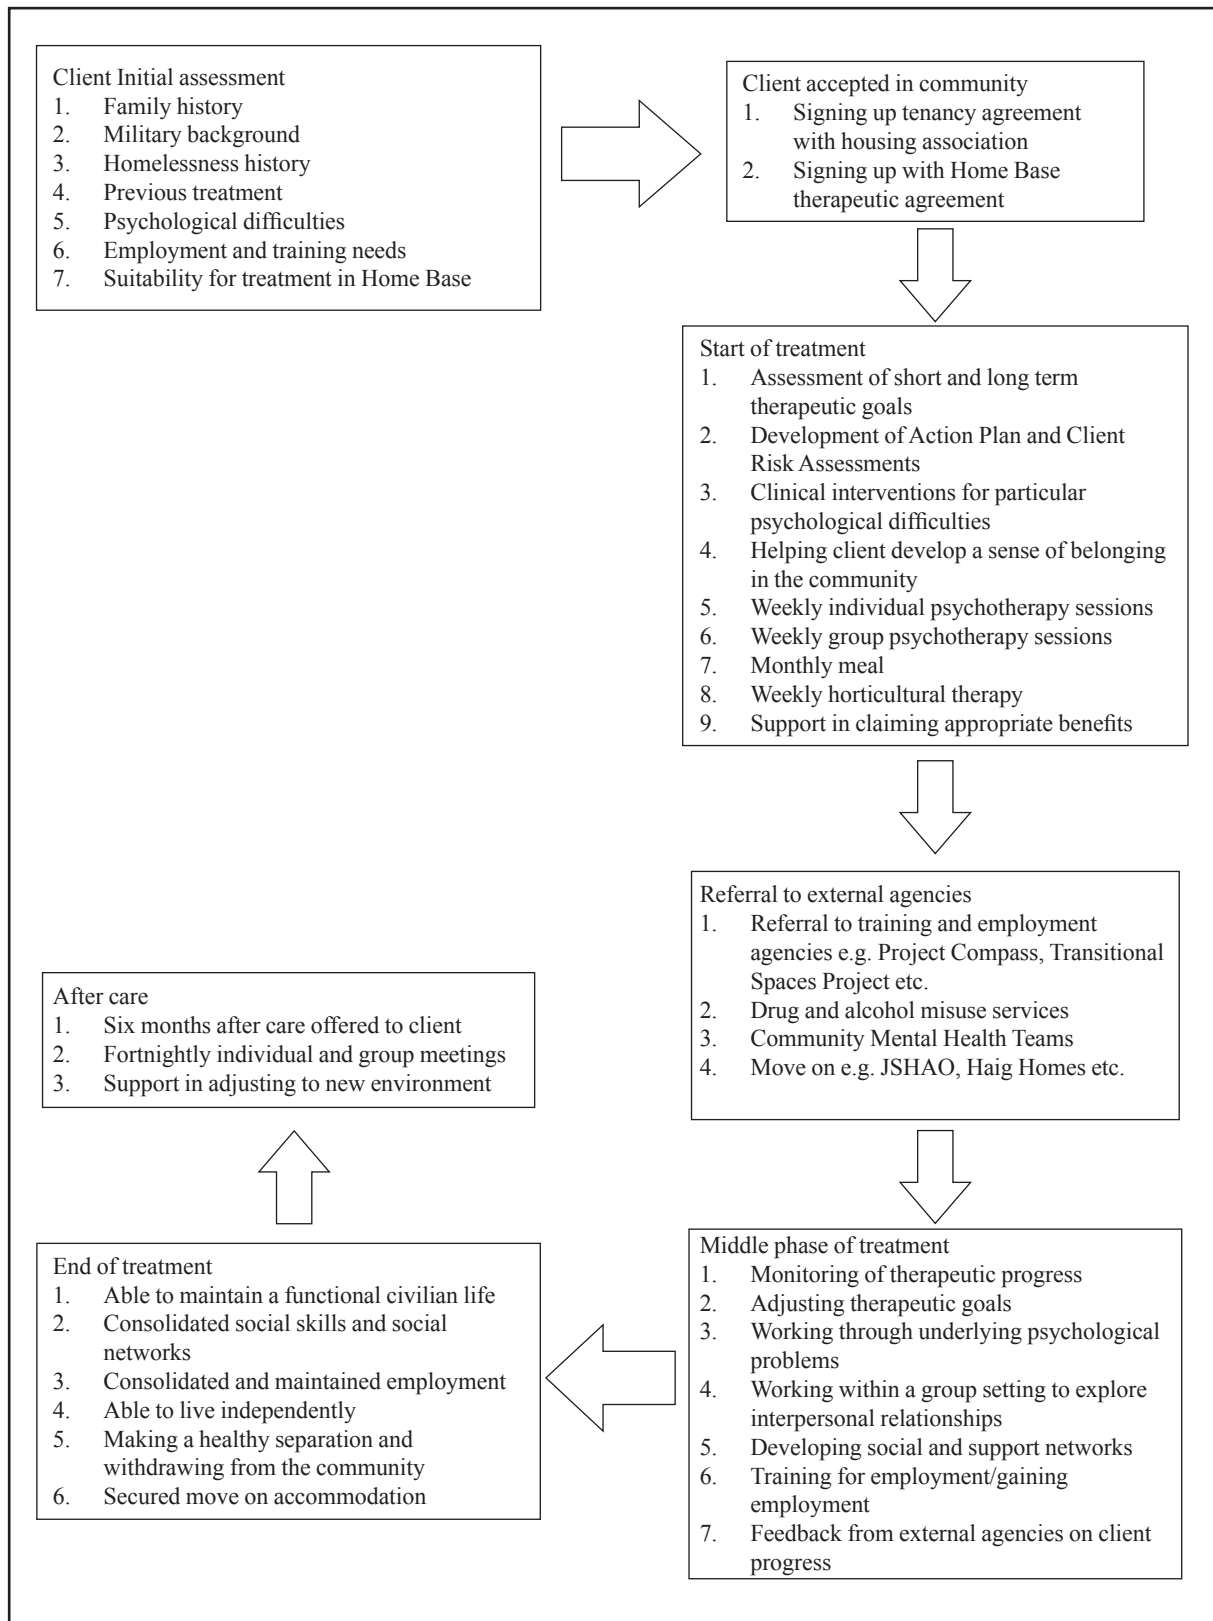 Client Initial assessment
1. Family history
2. Military background
3. Homelessness history
4. Previous treatment
5. Psychological difficulties
6. Employment and training needs
7. Suitability for treatment in Home Base
Client accepted in community
1. Signing up tenancy agreement
with housing association
2. Signing up with Home Base
therapeutic agreement
Start of treatment
1. Assessment of short and long term
therapeutic goals
2. Development of Action Plan and Client
Risk Assessments
3. Clinical interventions for particular
psychological difficulties
4. Helping client develop a sense of belonging
in the community
5. Weekly individual psychotherapy sessions
6. Weekly group psychotherapy sessions
7. Monthly meal
8. Weekly horticultural therapy
9. Support in claiming appropriate benefits
Referral to external agencies
1. Referral to training and employment
agencies e.g. Project Compass, Transitional
Spaces Project etc.
2. Drug and alcohol misuse services
3. Community Mental Health Teams
4. Move on e.g. JSHAO, Haig Homes etc.
Middle phase of treatment
1. Monitoring of therapeutic progress
2. Adjusting therapeutic goals
3. Working through underlying psychological
problems
4. Working within a group setting to explore
interpersonal relationships
5. Developing social and support networks
6. Training for employment/gaining
employment
7. Feedback from external agencies on client
progress
End of treatment
1. Able to maintain a functional civilian life
2. Consolidated social skills and social
networks
3. Consolidated and maintained employment
4. Able to live independently
5. Making a healthy separation and
withdrawing from the community
6. Secured move on accommodation
After care
1. Six months after care offered to client
2. Fortnightly individual and group meetings
3. Support in adjusting to new environment